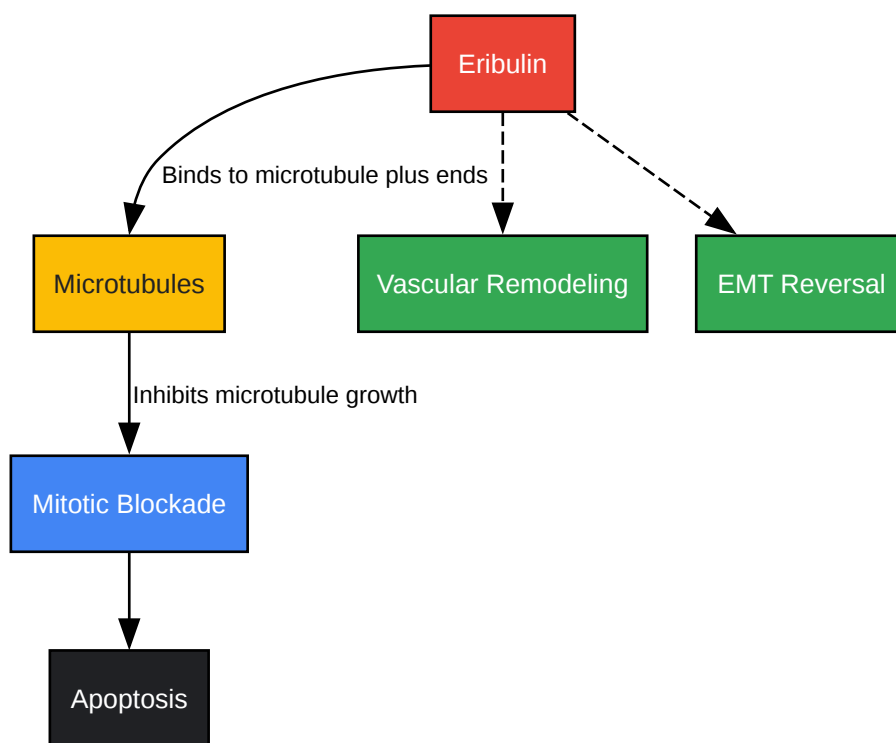 Eribulin
Binds to microtubule plus ends
Microtubules
Vascular Remodeling
EMT Reversal
Inhibits microtubule growth
Mitotic Blockade
Apoptosis